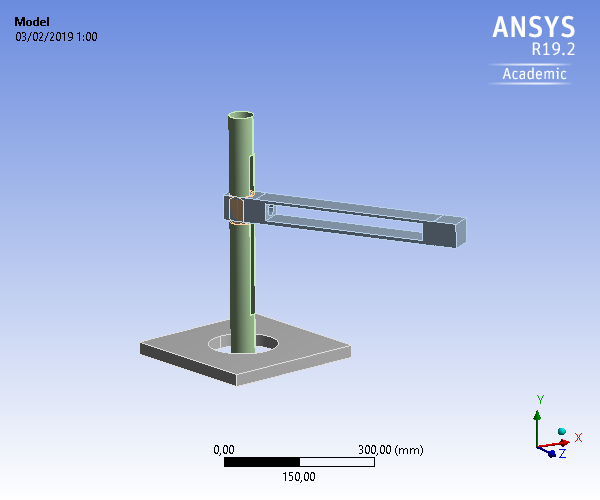 Model
03/02/2019 1:00
ANSYS
R19.2
Academic
Y
X
Z
0,00
300,00 (mm)
150,00